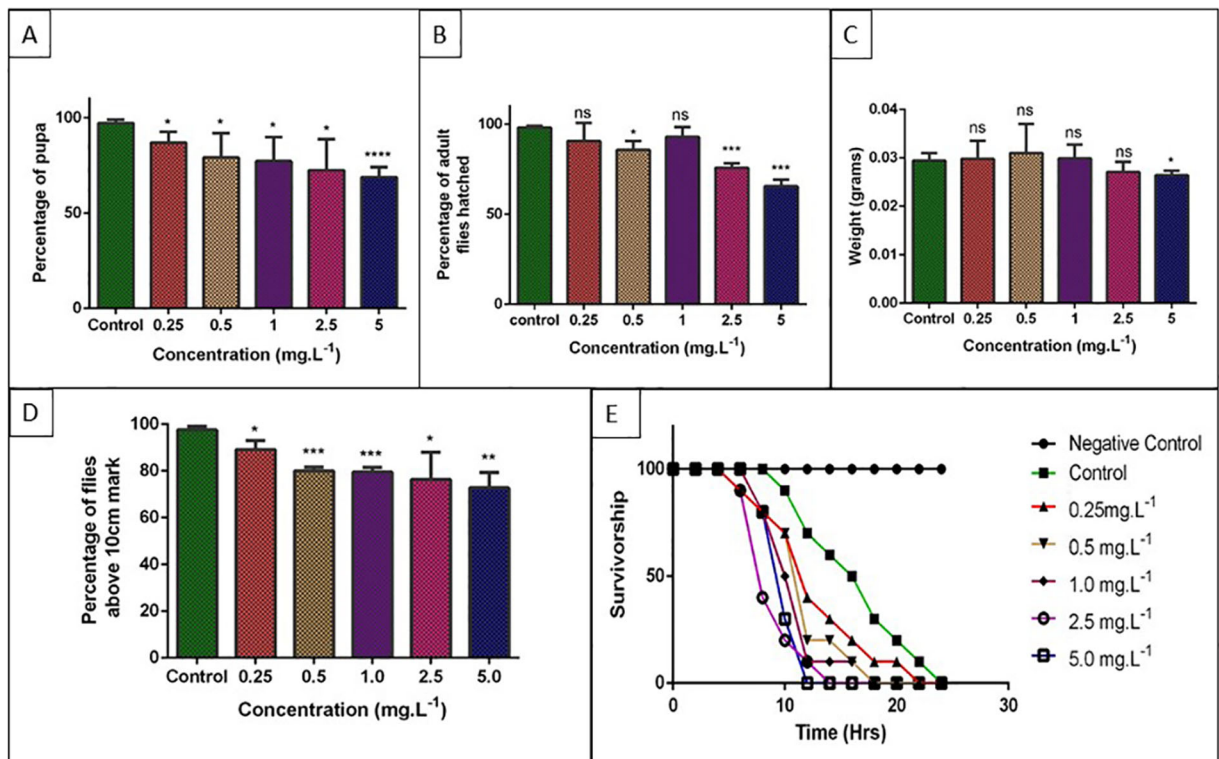 A
Percentage of pupa
100
50
0
* * * * ****
Control 0.25 0.5 1 2.5 5
Concentration (mg.L-1)
B
Percentage of adult
flies hatched
100
50
0
ns * ns *** ***
control 0.25 0.5 1 2.5 5
Concentration (mg.L-1)
C
Weight (grams)
0.04
0.03
0.02
0.01
0.00
ns ns ns ns *
Control 0.25 0.5 1 2.5 5
Concentration (mg.L-1)
D
Percentage of flies
above 10cm mark
100
80
60
40
20
0
* *** *** * **
Control 0.25 0.5 1.0 2.5 5.0
Concentration (mg.L-1)
E
Survivorship
100
50
0
0 10 20 30
Time (Hrs)
Negative Control
Control
0.25mg.L-1
0.5 mg.L-1
1.0 mg.L-1
2.5 mg.L-1
5.0 mg.L-1